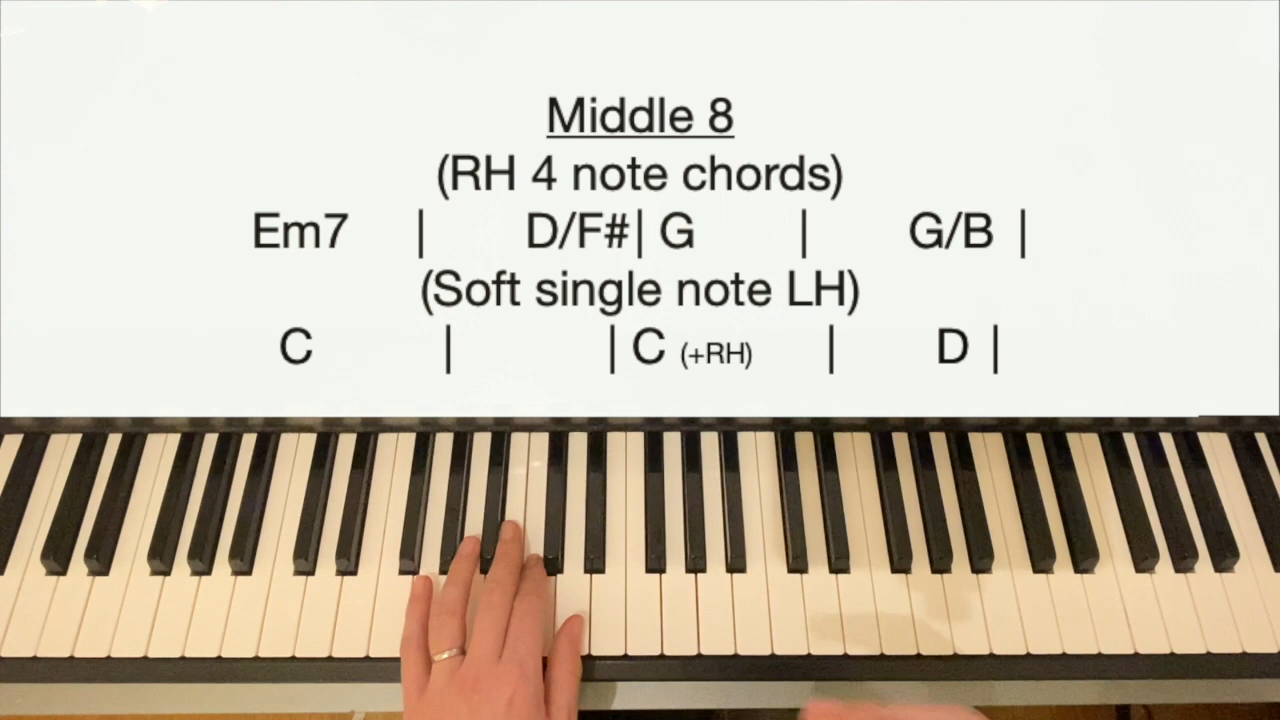 Middle 8
(RH 4 note chords)
Em7 | D/F#| G | G/B |
(Soft single note LH)
C | | C (+RH) | D |